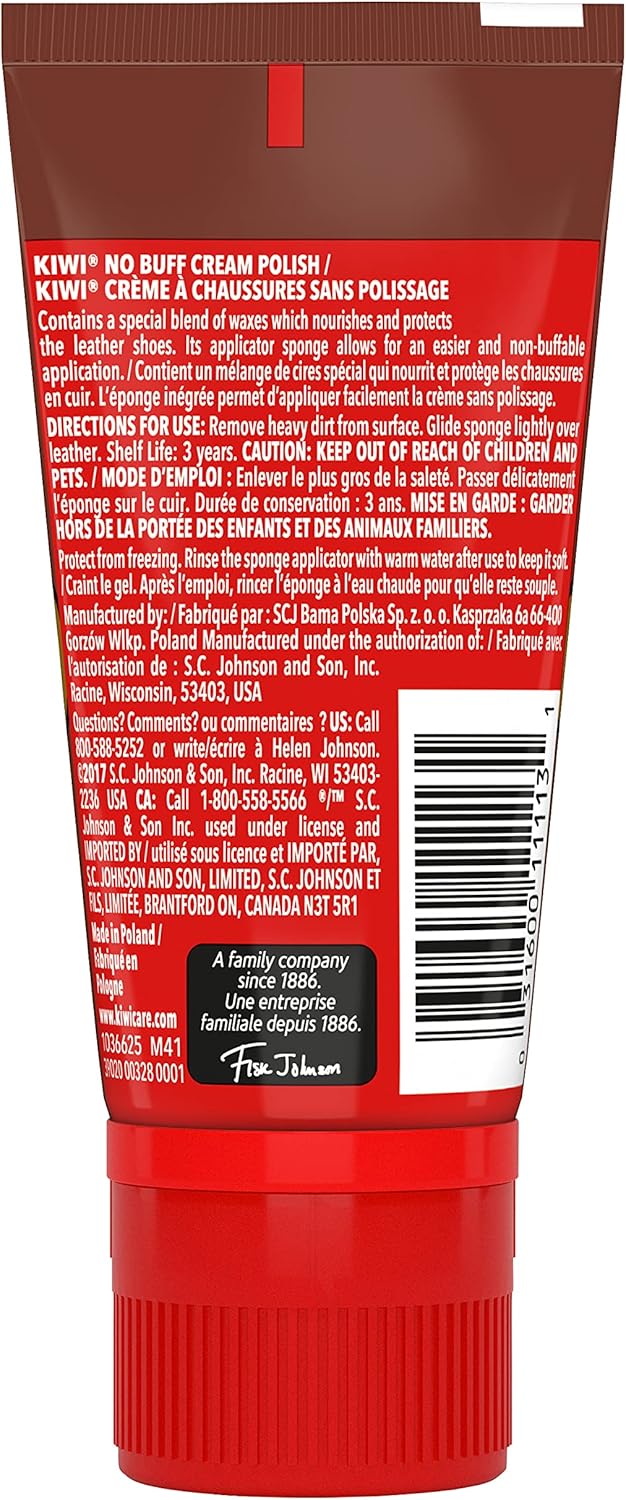 KIWI® NO BUFF CREAM POLISH /
KIWI® CRÈME À CHAUSSURES SANS POLISSAGE
Contains a special blend of waxes which nourishes and protects
the leather shoes. Its applicator sponge allows for an easier and non-buffable
application. / Contient un mélange de cires spécial qui nourrit et protège les chaussures
en cuir. L'éponge inégrée permet d'appliquer facilement la crème sans polissage.
DIRECTIONS FOR USE: Remove heavy dirt from surface. Glide sponge lightly over
leather. Shelf Life: 3 years. CAUTION: KEEP OUT OF REACH OF CHILDREN AND
PETS. / MODE D'EMPLOI : Enlever le plus gros de la saleté. Passer délicatement
l'éponge sur le cuir. Durée de conservation : 3 ans. MISE EN GARDE : GARDER
HORS DE LA PORTÉE DES ENFANTS ET DES ANIMAUX FAMILIERS.
Protect from freezing. Rinse the sponge applicator with warm water after use to keep it soft.
/ Craint le gel. Après l'emploi, rincer l'éponge à l'eau chaude pour qu'elle reste souple.
Manufactured by: / Fabriqué par : SCJ Bama Polska Sp. z. o. o. Kasprzaka 6a 66-400
Gorzów Wlkp. Poland Manufactured under the authorization of: / Fabriqué avec
l'autorisation de : S.C. Johnson and Son, Inc.
Racine, Wisconsin, 53403, USA
Questions? Comments? ou commentaires ? US: Call
800-588-5252 or write/écrire à Helen Johnson.
©2017 S.C. Johnson & Son, Inc. Racine, WI 53403-
2236 USA CA: Call 1-800-558-5566 ®/™ S.C.
Johnson & Son Inc. used under license and
IMPORTED BY / utilisé sous licence et IMPORTÉ PAR,
S.C. JOHNSON AND SON, LIMITED, S.C. JOHNSON ET
FILS, LIMITÉE, BRANTFORD ON, CANADA N3T 5R1
Made in Poland /
Fabriqué en
Pologne
www.kiwicare.com
1036625 M41
39020 00328 0001
A family company
since 1886.
Une entreprise
familiale depuis 1886.
Fisk Johnson
0 31600 11113 1